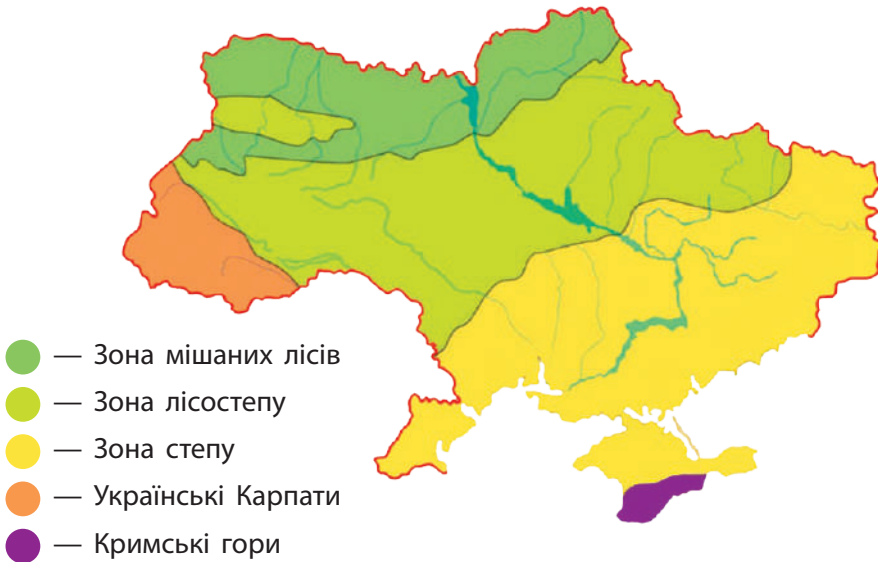 — Зона мішаних лісів
— Зона лісостепу
— Зона степу
— Українські Карпати
— Кримські гори